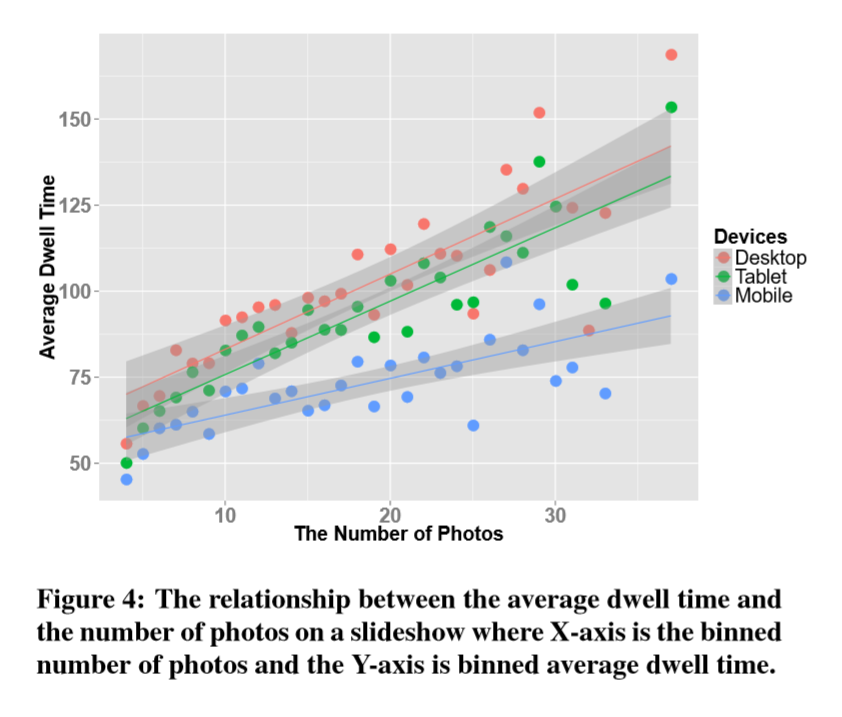 150
125
100
75
50
Average Dwell Time
10 20 30
The Number of Photos
Devices
Desktop
Tablet
Mobile
Figure 4: The relationship between the average dwell time and
the number of photos on a slideshow where X-axis is the binned
number of photos and the Y-axis is binned average dwell time.